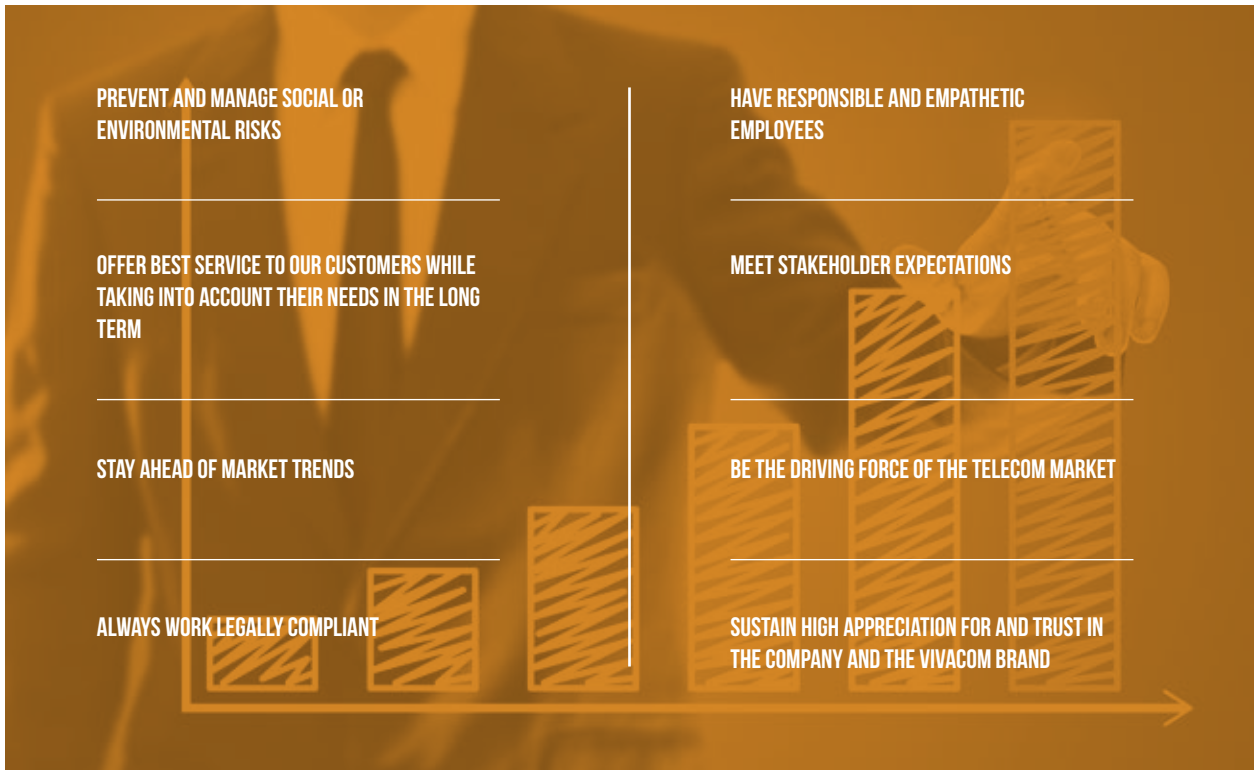 PREVENT AND MANAGE SOCIAL OR
ENVIRONMENTAL RISKS
OFFER BEST SERVICE TO OUR CUSTOMERS WHILE
TAKING INTO ACCOUNT THEIR NEEDS IN THE LONG
TERM
STAY AHEAD OF MARKET TRENDS
ALWAYS WORK LEGALLY COMPLIANT
HAVE RESPONSIBLE AND EMPATHETIC
EMPLOYEES
MEET STAKEHOLDER EXPECTATIONS
BE THE DRIVING FORCE OF THE TELECOM MARKET
SUSTAIN HIGH APPRECIATION FOR AND TRUST IN
THE COMPANY AND THE VIVACOM BRAND